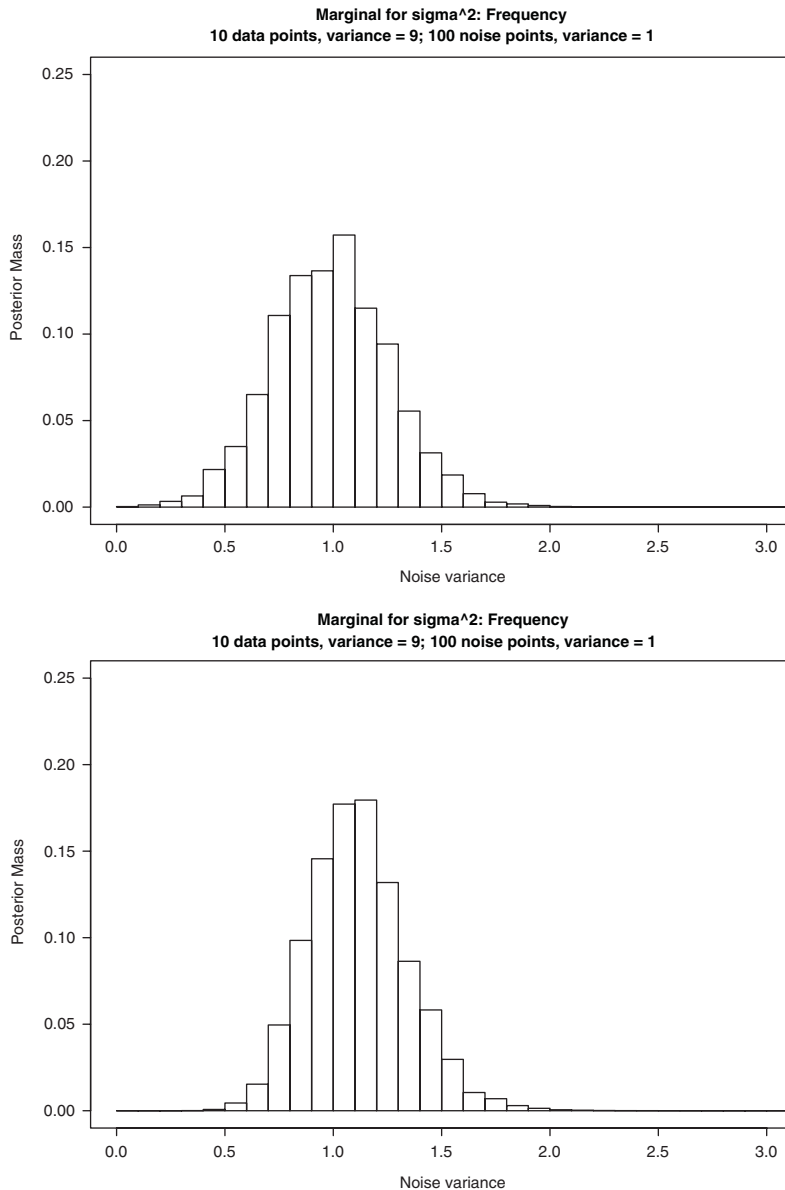 Marginal for sigma^2: Frequency
10 data points, variance = 9; 100 noise points, variance = 1
0.25
0.20
0.15
0.10
0.05
0.00
Posterior Mass
0.0 0.5 1.0 1.5 2.0 2.5 3.0
Noise variance
Marginal for sigma^2: Frequency
10 data points, variance = 9; 100 noise points, variance = 1
0.25
0.20
0.15
0.10
0.05
0.00
Posterior Mass
0.0 0.5 1.0 1.5 2.0 2.5 3.0
Noise variance